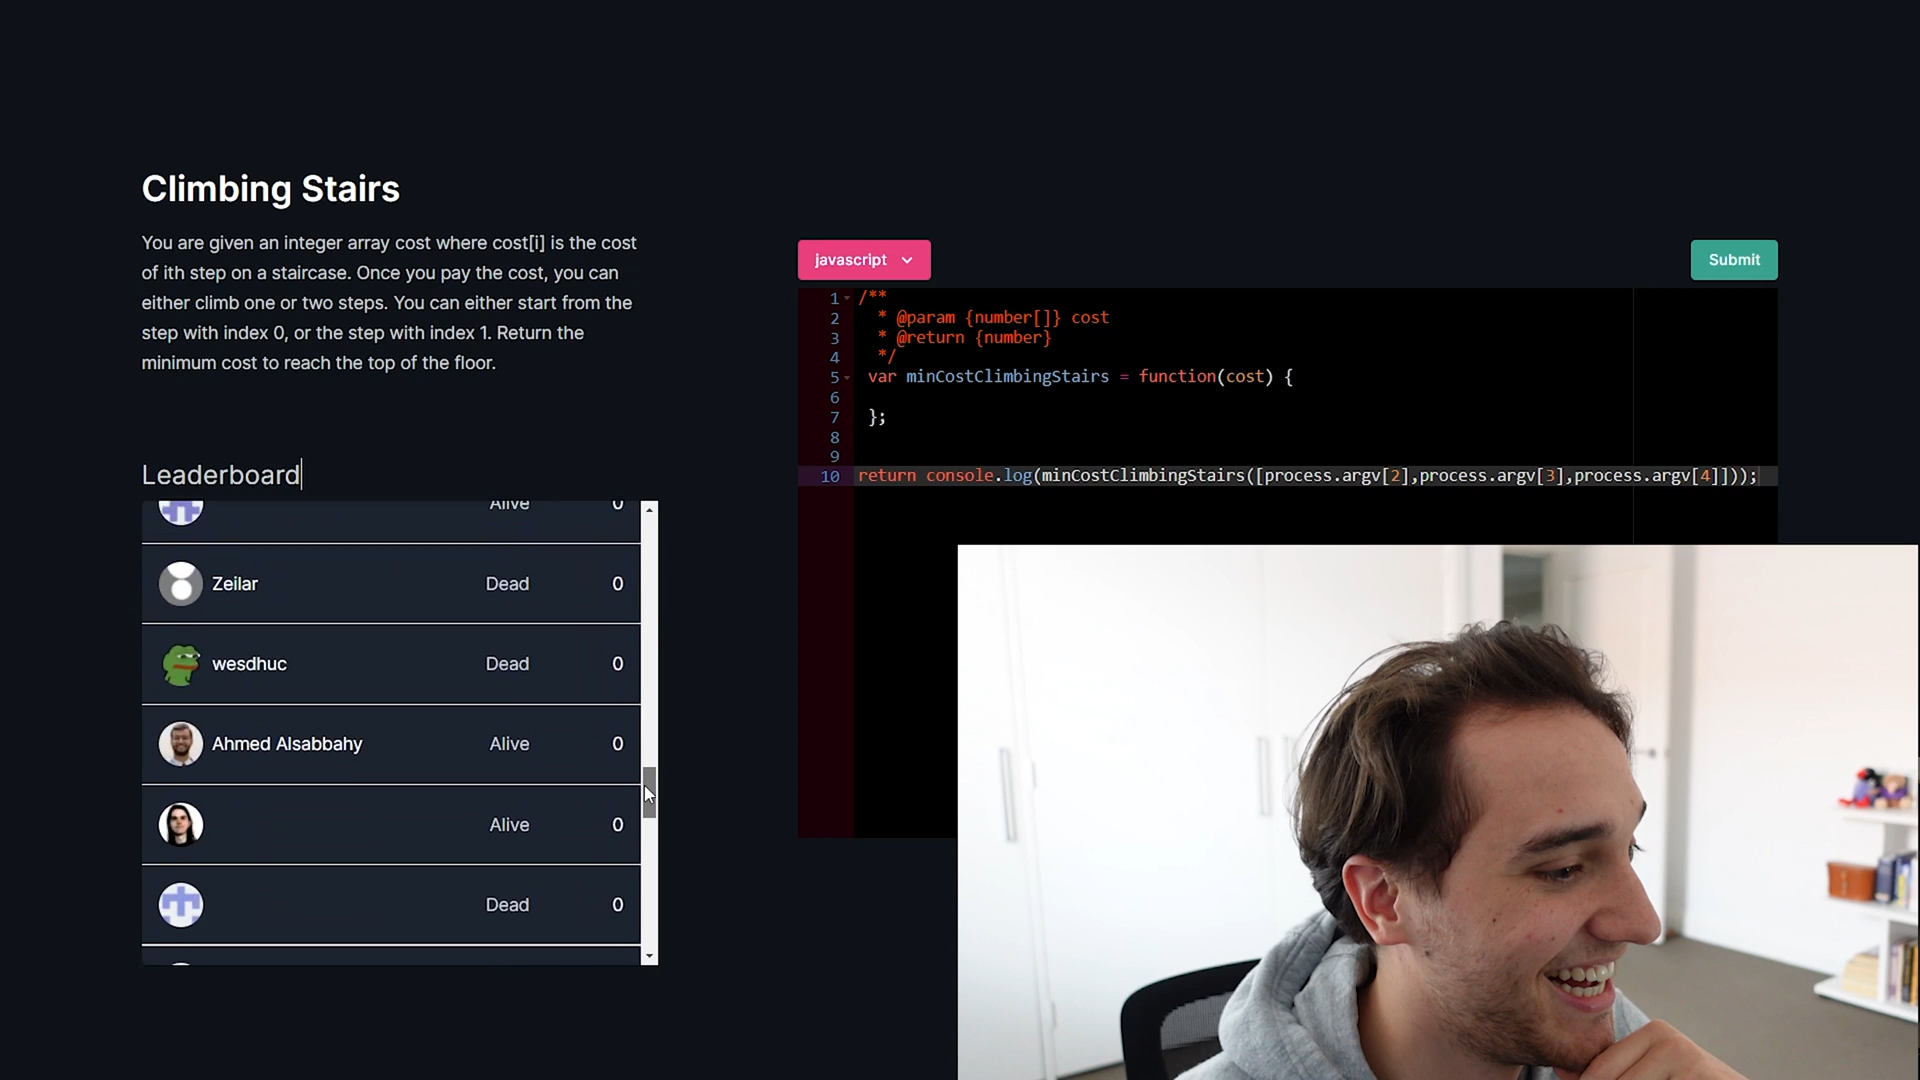 Climbing Stairs
You are given an integer array cost where cost[i] is the cost
of ith step on a staircase. Once you pay the cost, you can
either climb one or two steps. You can either start from the
step with index 0, or the step with index 1. Return the
minimum cost to reach the top of the floor.
Leaderboard
Alive 0
Zeilar Dead 0
wesdhuc Dead 0
Ahmed Alsabbahy Alive 0
Alive 0
Dead 0
javascript
Submit
1 /**
2 * @param {number[]} cost
3 * @return {number}
4 */
5 var minCostClimbingStairs = function(cost) {
6
7 };
8
9
10 return console.log(minCostClimbingStairs([process.argv[2],process.argv[3],process.argv[4]]));